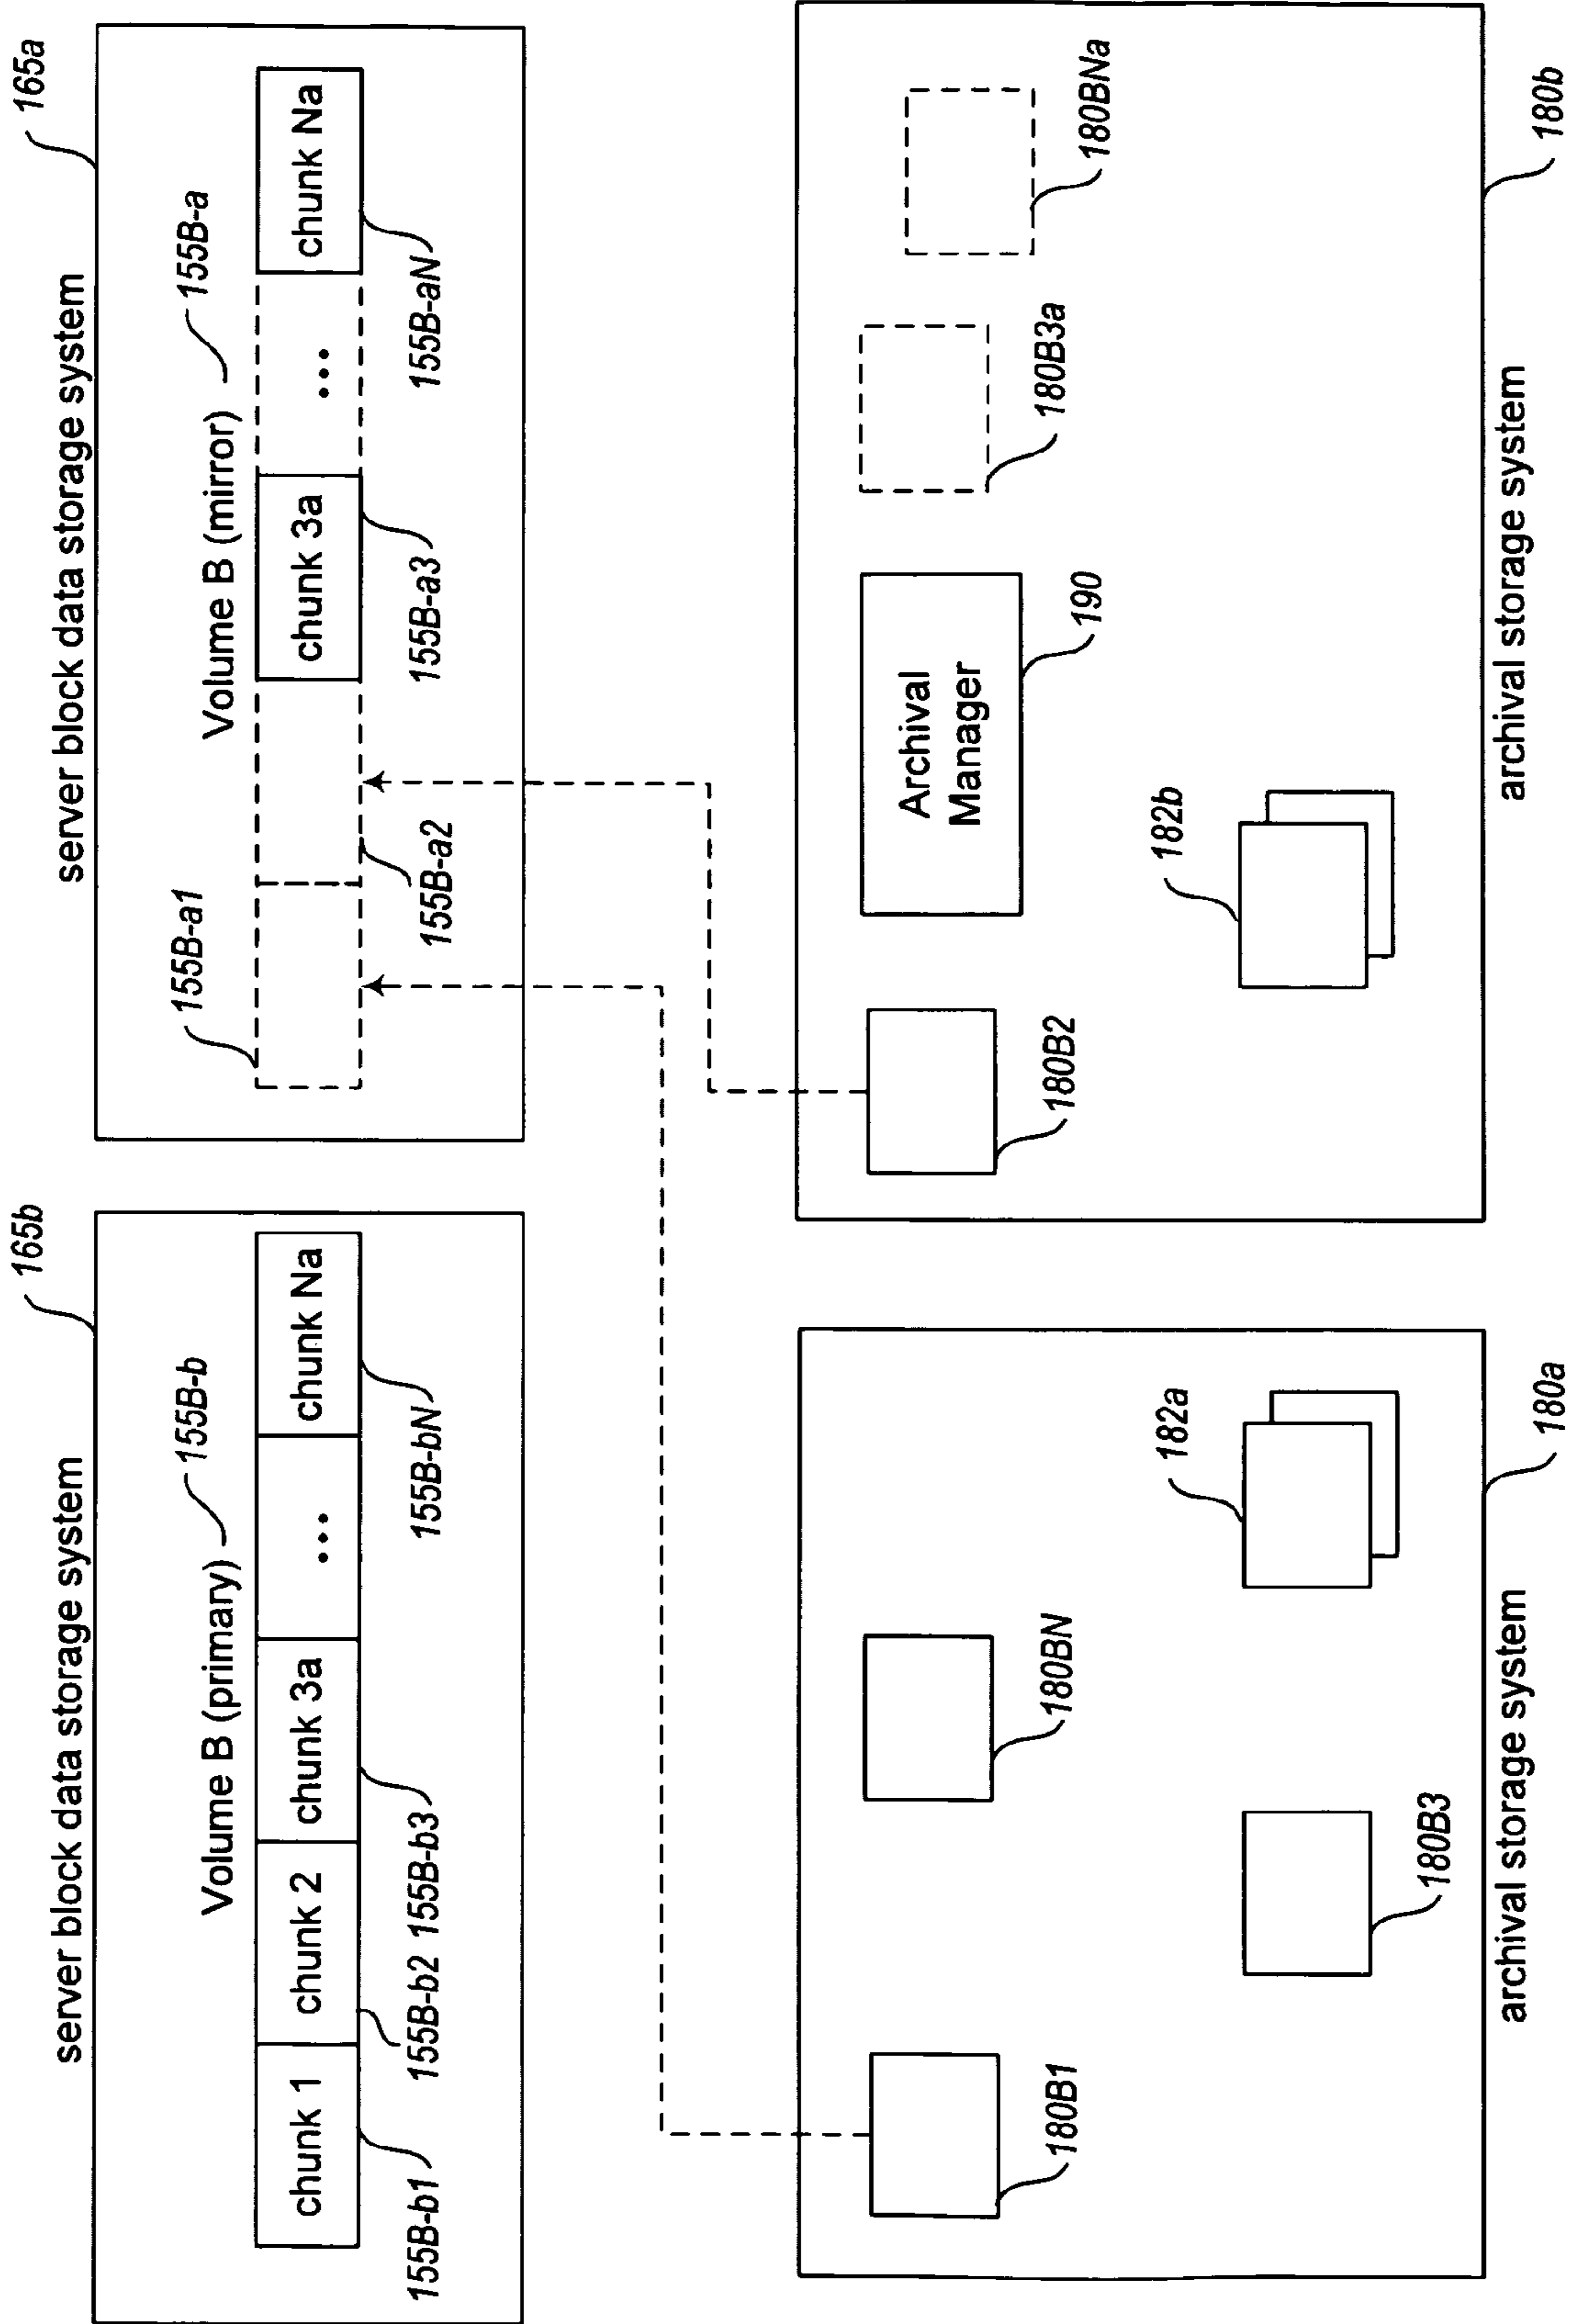 server block data storage system
165b
Volume B (primary)
155B-b
chunk 1
chunk 2
chunk 3a
...
chunk Na
155B-b1
155B-b2
155B-b3
155B-bN
server block data storage system
165a
155B-a1
Volume B (mirror)
155B-a
chunk 3a
...
chunk Na
155B-a2
155B-a3
155B-aN
180B1
180BN
180B3
182a
archival storage system
180a
180B2
Archival
Manager
190
180B3a
180BNa
182b
archival storage system
180b